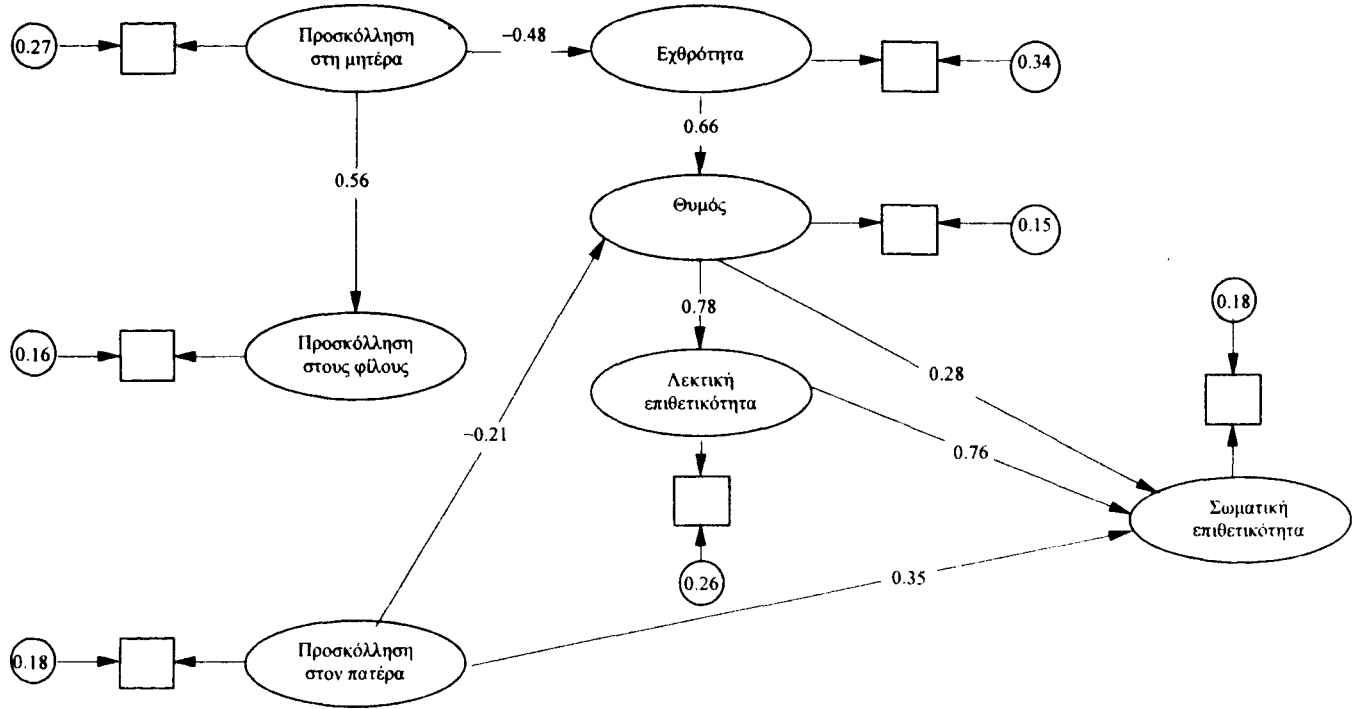 0.27
Προσκόλληση
στη μητέρα
−0.48
Εχθρότητα
0.34
0.66
0.56
Θυμός
0.15
0.78
0.18
0.16
Προσκόλληση
στους φίλους
Λεκτική
επιθετικότητα
0.28
−0.21
0.76
Σωματική
επιθετικότητα
0.26
0.35
0.18
Προσκόλληση
στον πατέρα